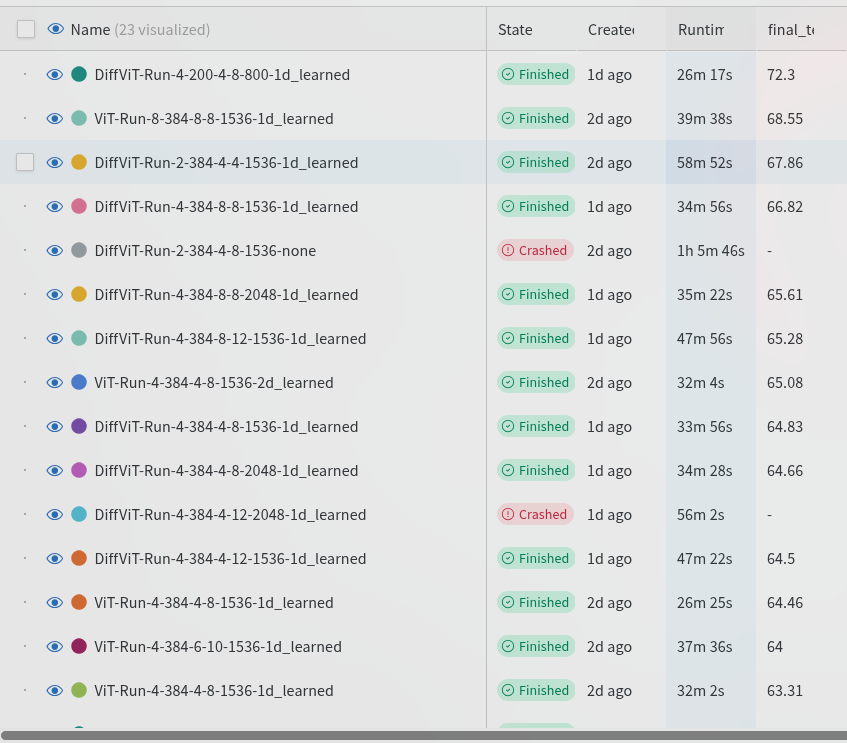 Name (23 visualized) State Create Runtin final_te
DiffViT-Run-4-200-4-8-800-1d_learned Finished 1d ago 26m 17s 72.3
ViT-Run-8-384-8-8-1536-1d_learned Finished 2d ago 39m 38s 68.55
DiffViT-Run-2-384-4-4-1536-1d_learned Finished 2d ago 58m 52s 67.86
DiffViT-Run-4-384-8-8-1536-1d_learned Finished 1d ago 34m 56s 66.82
DiffViT-Run-2-384-4-8-1536-none Crashed 2d ago 1h 5m 46s -
DiffViT-Run-4-384-8-8-2048-1d_learned Finished 1d ago 35m 22s 65.61
DiffViT-Run-4-384-8-12-1536-1d_learned Finished 1d ago 47m 56s 65.28
ViT-Run-4-384-4-8-1536-2d_learned Finished 2d ago 32m 4s 65.08
DiffViT-Run-4-384-4-8-1536-1d_learned Finished 1d ago 33m 56s 64.83
DiffViT-Run-4-384-4-8-2048-1d_learned Finished 1d ago 34m 28s 64.66
DiffViT-Run-4-384-4-12-2048-1d_learned Crashed 1d ago 56m 2s -
DiffViT-Run-4-384-4-12-1536-1d_learned Finished 1d ago 47m 22s 64.5
ViT-Run-4-384-4-8-1536-1d_learned Finished 2d ago 26m 25s 64.46
ViT-Run-4-384-6-10-1536-1d_learned Finished 2d ago 37m 36s 64
ViT-Run-4-384-4-8-1536-1d_learned Finished 2d ago 32m 2s 63.31